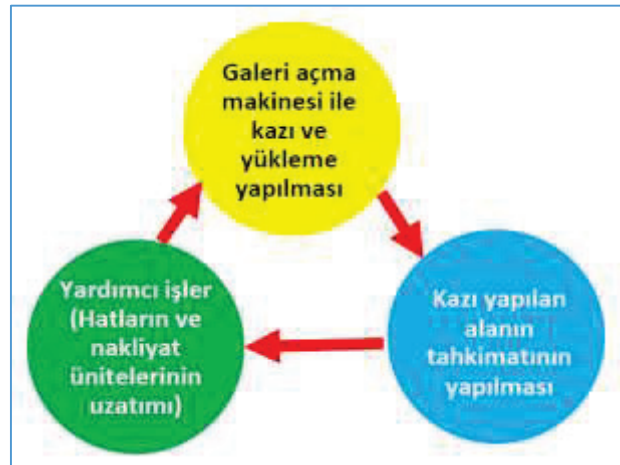 Galeri açma
makinesi ile
kazı ve
yükleme
yapılması
Kazı yapılan
alanın
tahkimatının
yapılması
Yardımcı işler
(Hatların ve
nakliyat
ünitelerinin
uzatımı)